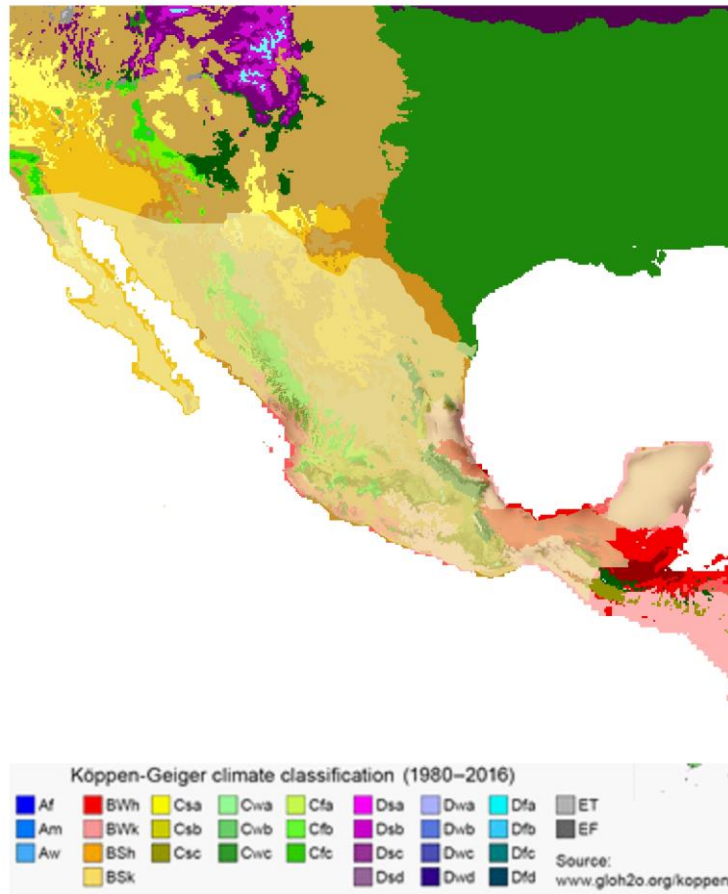 Köppen-Geiger climate classification (1980–2016)
Af BWh Csa Cwa Cfa Dsa Dwa Dfa ET
Am BWk Csb Cwb Cfb Dsb Dwb Dfb EF
Aw BSh Csc Cwc Cfc Dsc Dwc Dfc
BSk Dsd Dwd Dfd
Source:
www.gloh2o.org/koppen